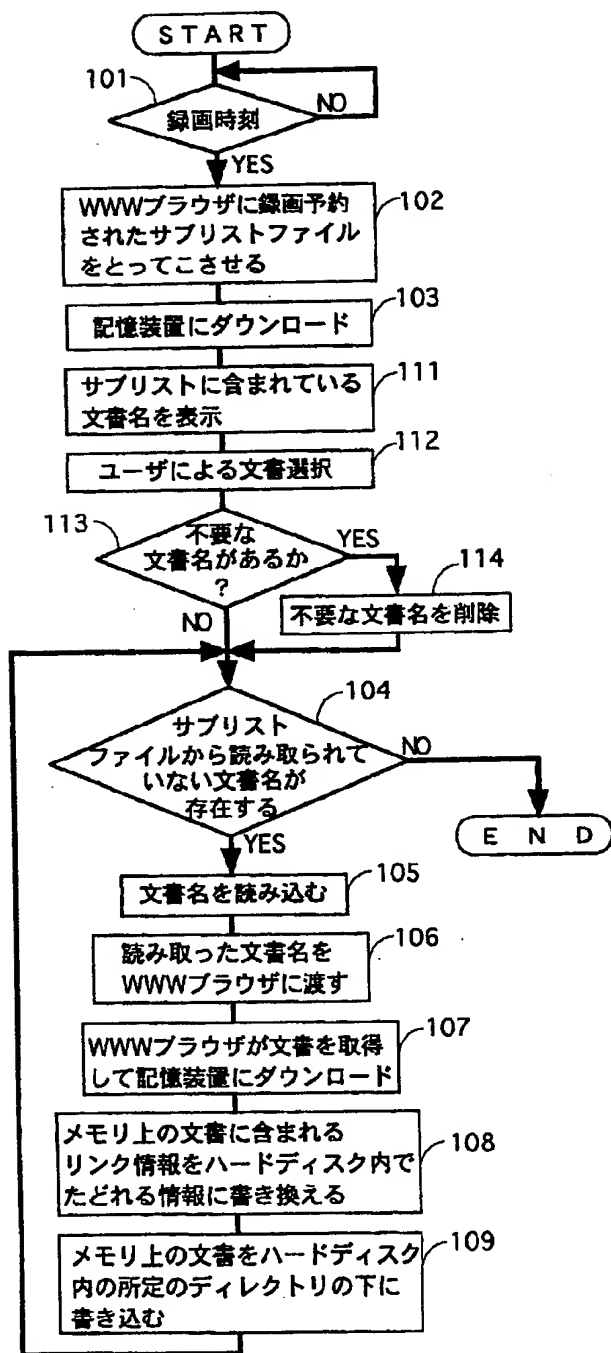 START
101
録画時刻
NO
YES
WWWブラウザに録画予約
されたサブリストファイル
をとってこさせる
102
記憶装置にダウンロード
103
サブリストに含まれている
文書名を表示
111
ユーザによる文書選択
112
113
不要な
文書名があるか
?
YES
NO
114
不要な文書名を削除
104
サブリスト
ファイルから読み取られて
いない文書名が
存在する
NO
END
YES
文書名を読み込む
105
読み取った文書名を
WWWブラウザに渡す
106
WWWブラウザが文書を取得
して記憶装置にダウンロード
107
メモリ上の文書に含まれる
リンク情報をハードディスク内で
たどれる情報に書き換える
108
メモリ上の文書をハードディスク
内の所定のディレクトリの下に
書き込む
109